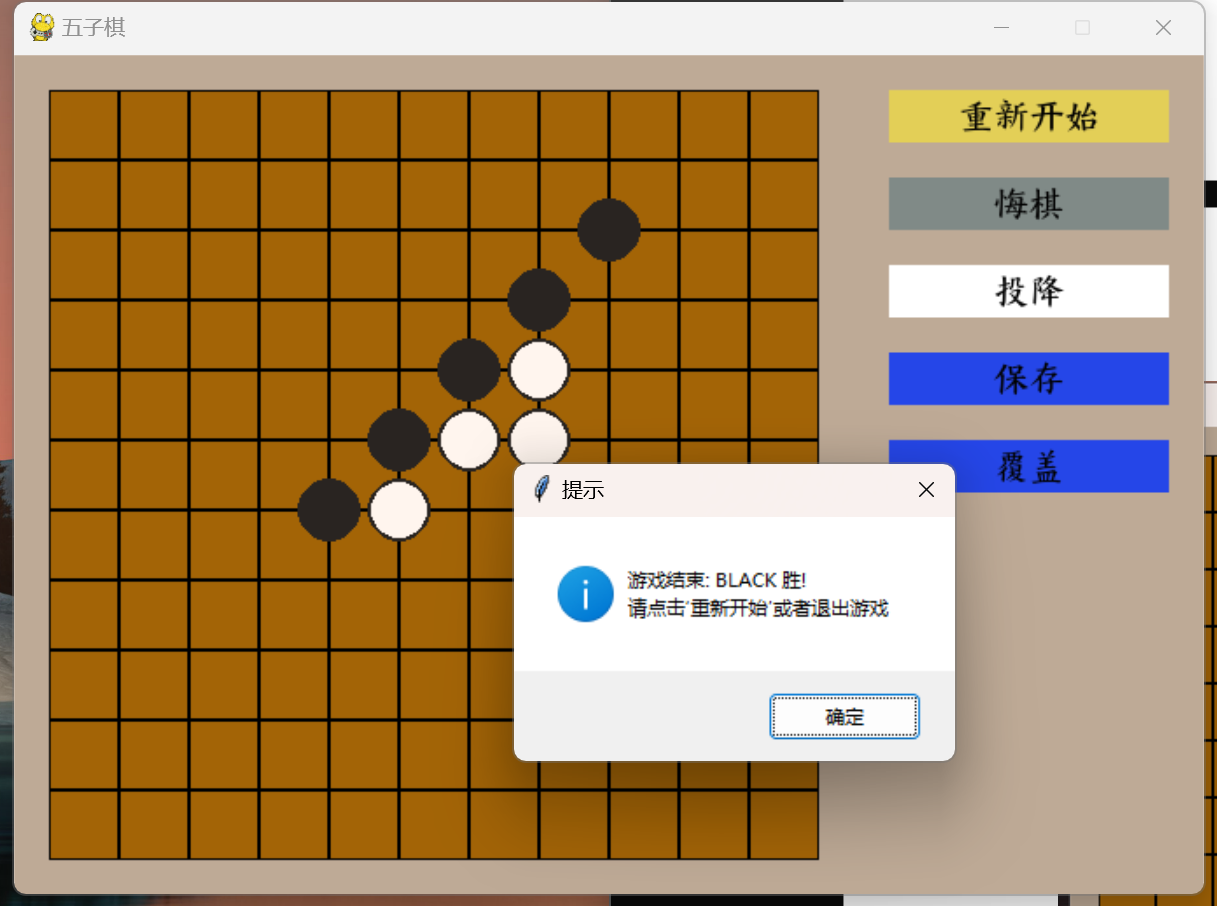 五子棋
重新开始
悔棋
投降
保存
覆盖
提示
游戏结束: BLACK 胜!
请点击'重新开始'或者退出游戏
确定